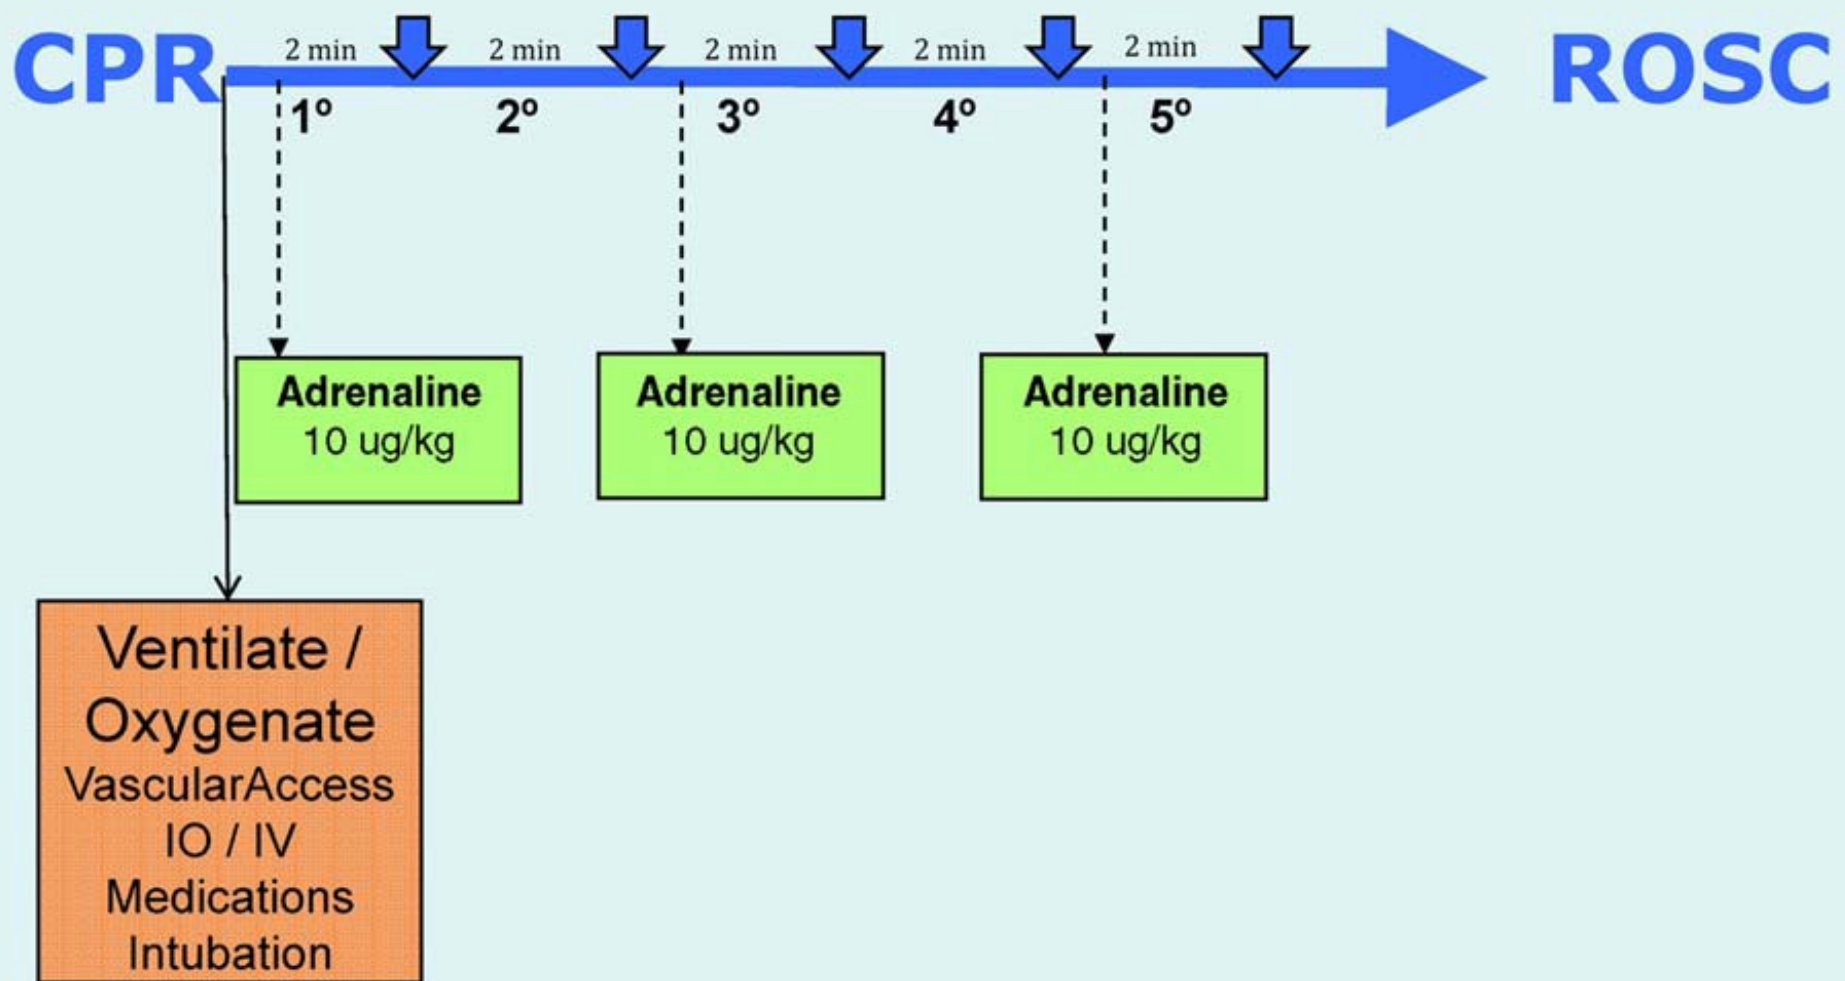 CPR
2 min
2 min
2 min
2 min
2 min
ROSC
1º
2º
3º
4º
5º
Adrenaline
10 ug/kg
Adrenaline
10 ug/kg
Adrenaline
10 ug/kg
Ventilate /
Oxygenate
VascularAccess
IO / IV
Medications
Intubation